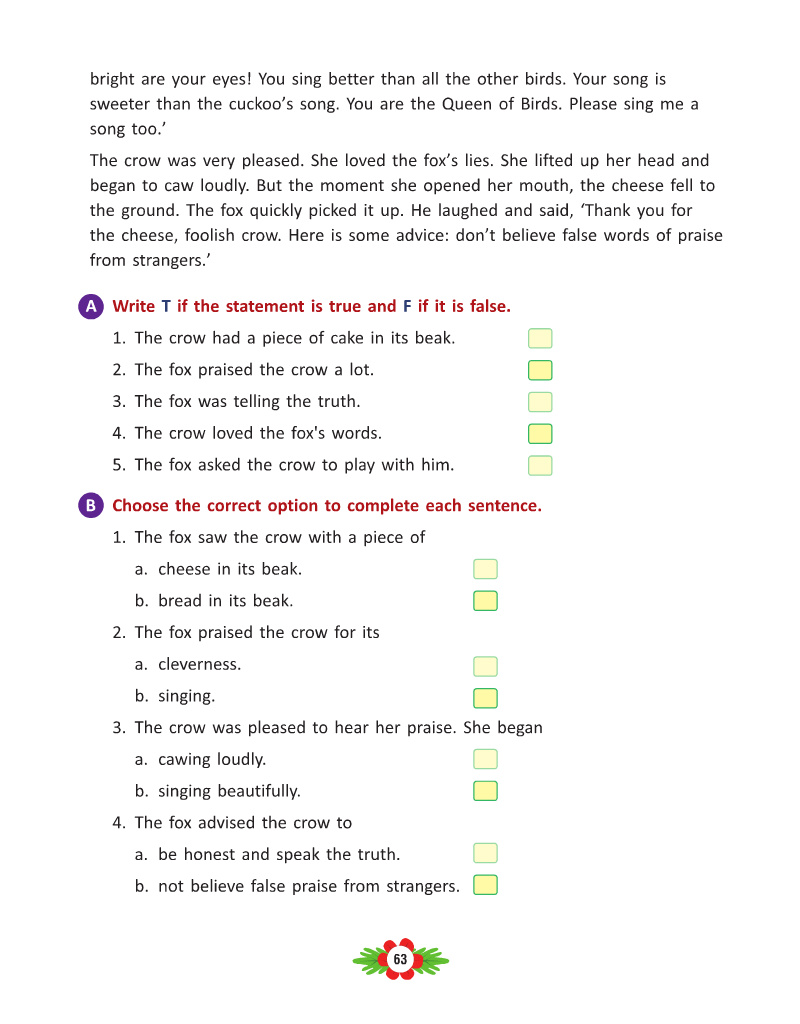 bright are your eyes! You sing better than all the other birds. Your song is
sweeter than the cuckoo’s song. You are the Queen of Birds. Please sing me a
song too.’
The crow was very pleased. She loved the fox’s lies. She lifted up her head and
began to caw loudly. But the moment she opened her mouth, the cheese fell to
the ground. The fox quickly picked it up. He laughed and said, ‘Thank you for
the cheese, foolish crow. Here is some advice: don’t believe false words of praise
from strangers.’
A Write T if the statement is true and F if it is false.
1. The crow had a piece of cake in its beak.
2. The fox praised the crow a lot.
3. The fox was telling the truth.
4. The crow loved the fox's words.
5. The fox asked the crow to play with him.
B Choose the correct option to complete each sentence.
1. The fox saw the crow with a piece of
a. cheese in its beak.
b. bread in its beak.
2. The fox praised the crow for its
a. cleverness.
b. singing.
3. The crow was pleased to hear her praise. She began
a. cawing loudly.
b. singing beautifully.
4. The fox advised the crow to
a. be honest and speak the truth.
b. not believe false praise from strangers.
63